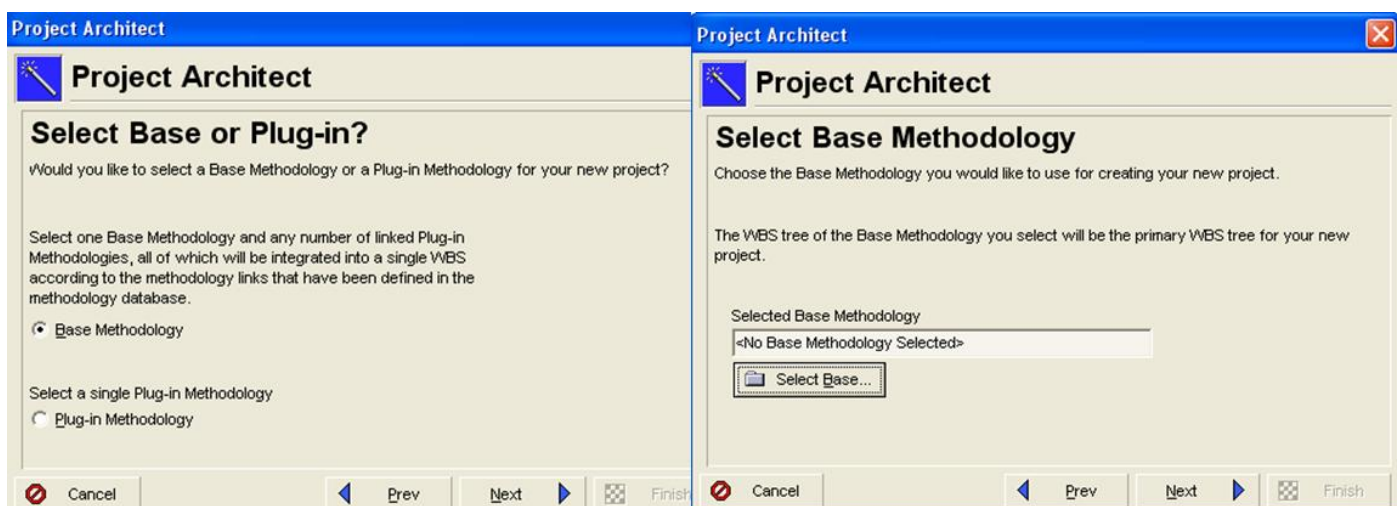 Project Architect
Project Architect
Select Base or Plug-in?
Would you like to select a Base Methodology or a Plug-in Methodology for your new project?
Select one Base Methodology and any number of linked Plug-in
Methodologies, all of which will be integrated into a single WBS
according to the methodology links that have been defined in the
methodology database.
Base Methodology
Select a single Plug-in Methodology
Plug-in Methodology
Cancel
Prev
Next
Finish
Project Architect
Project Architect
Select Base Methodology
Choose the Base Methodology you would like to use for creating your new project.
The WBS tree of the Base Methodology you select will be the primary WBS tree for your new
project.
Selected Base Methodology
<No Base Methodology Selected>
Select Base...
Cancel
Prev
Next
Finish